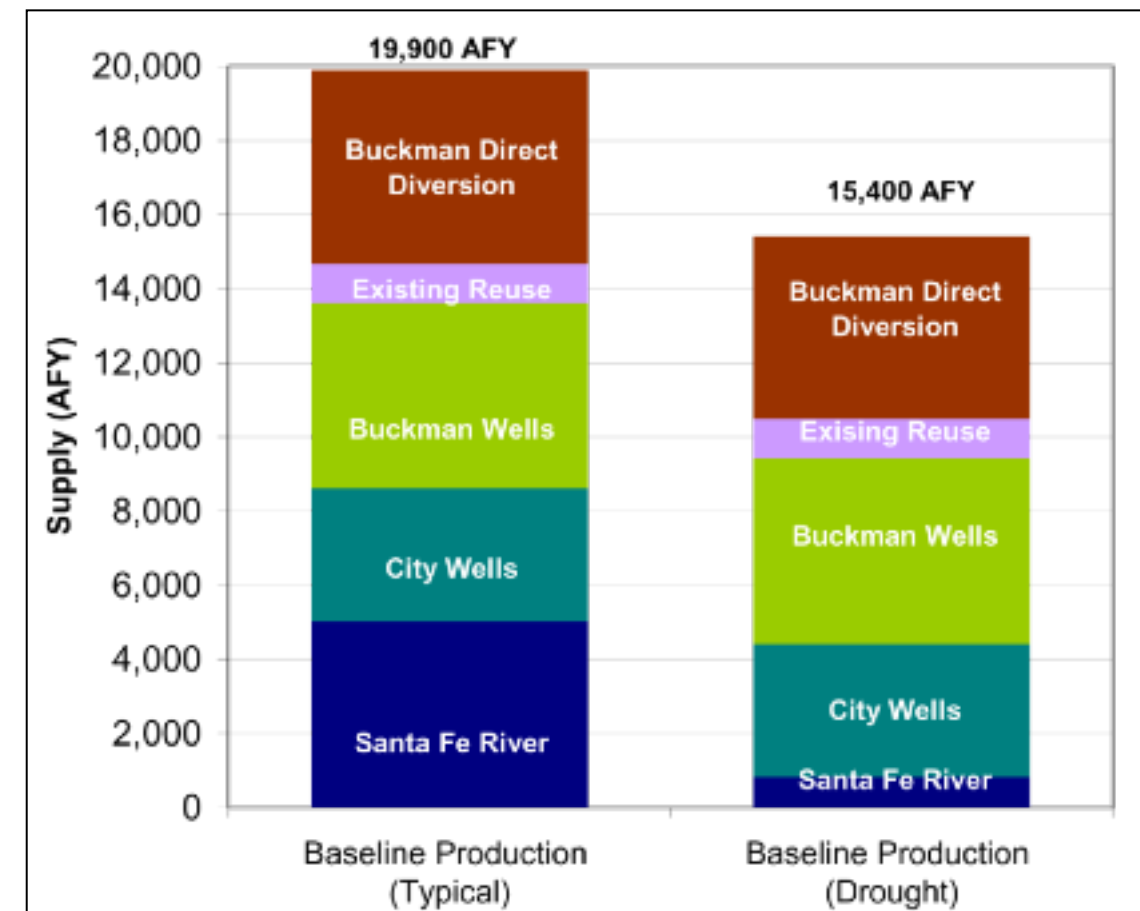 19,900 AFY
20,000
18,000
16,000
14,000
12,000
10,000
8,000
6,000
4,000
2,000
0
Supply (AFY)
Buckman Direct
Diversion
Existing Reuse
Buckman Wells
City Wells
Santa Fe River
15,400 AFY
Buckman Direct
Diversion
Exising Reuse
Buckman Wells
City Wells
Santa Fe River
Baseline Production
(Typical)
Baseline Production
(Drought)